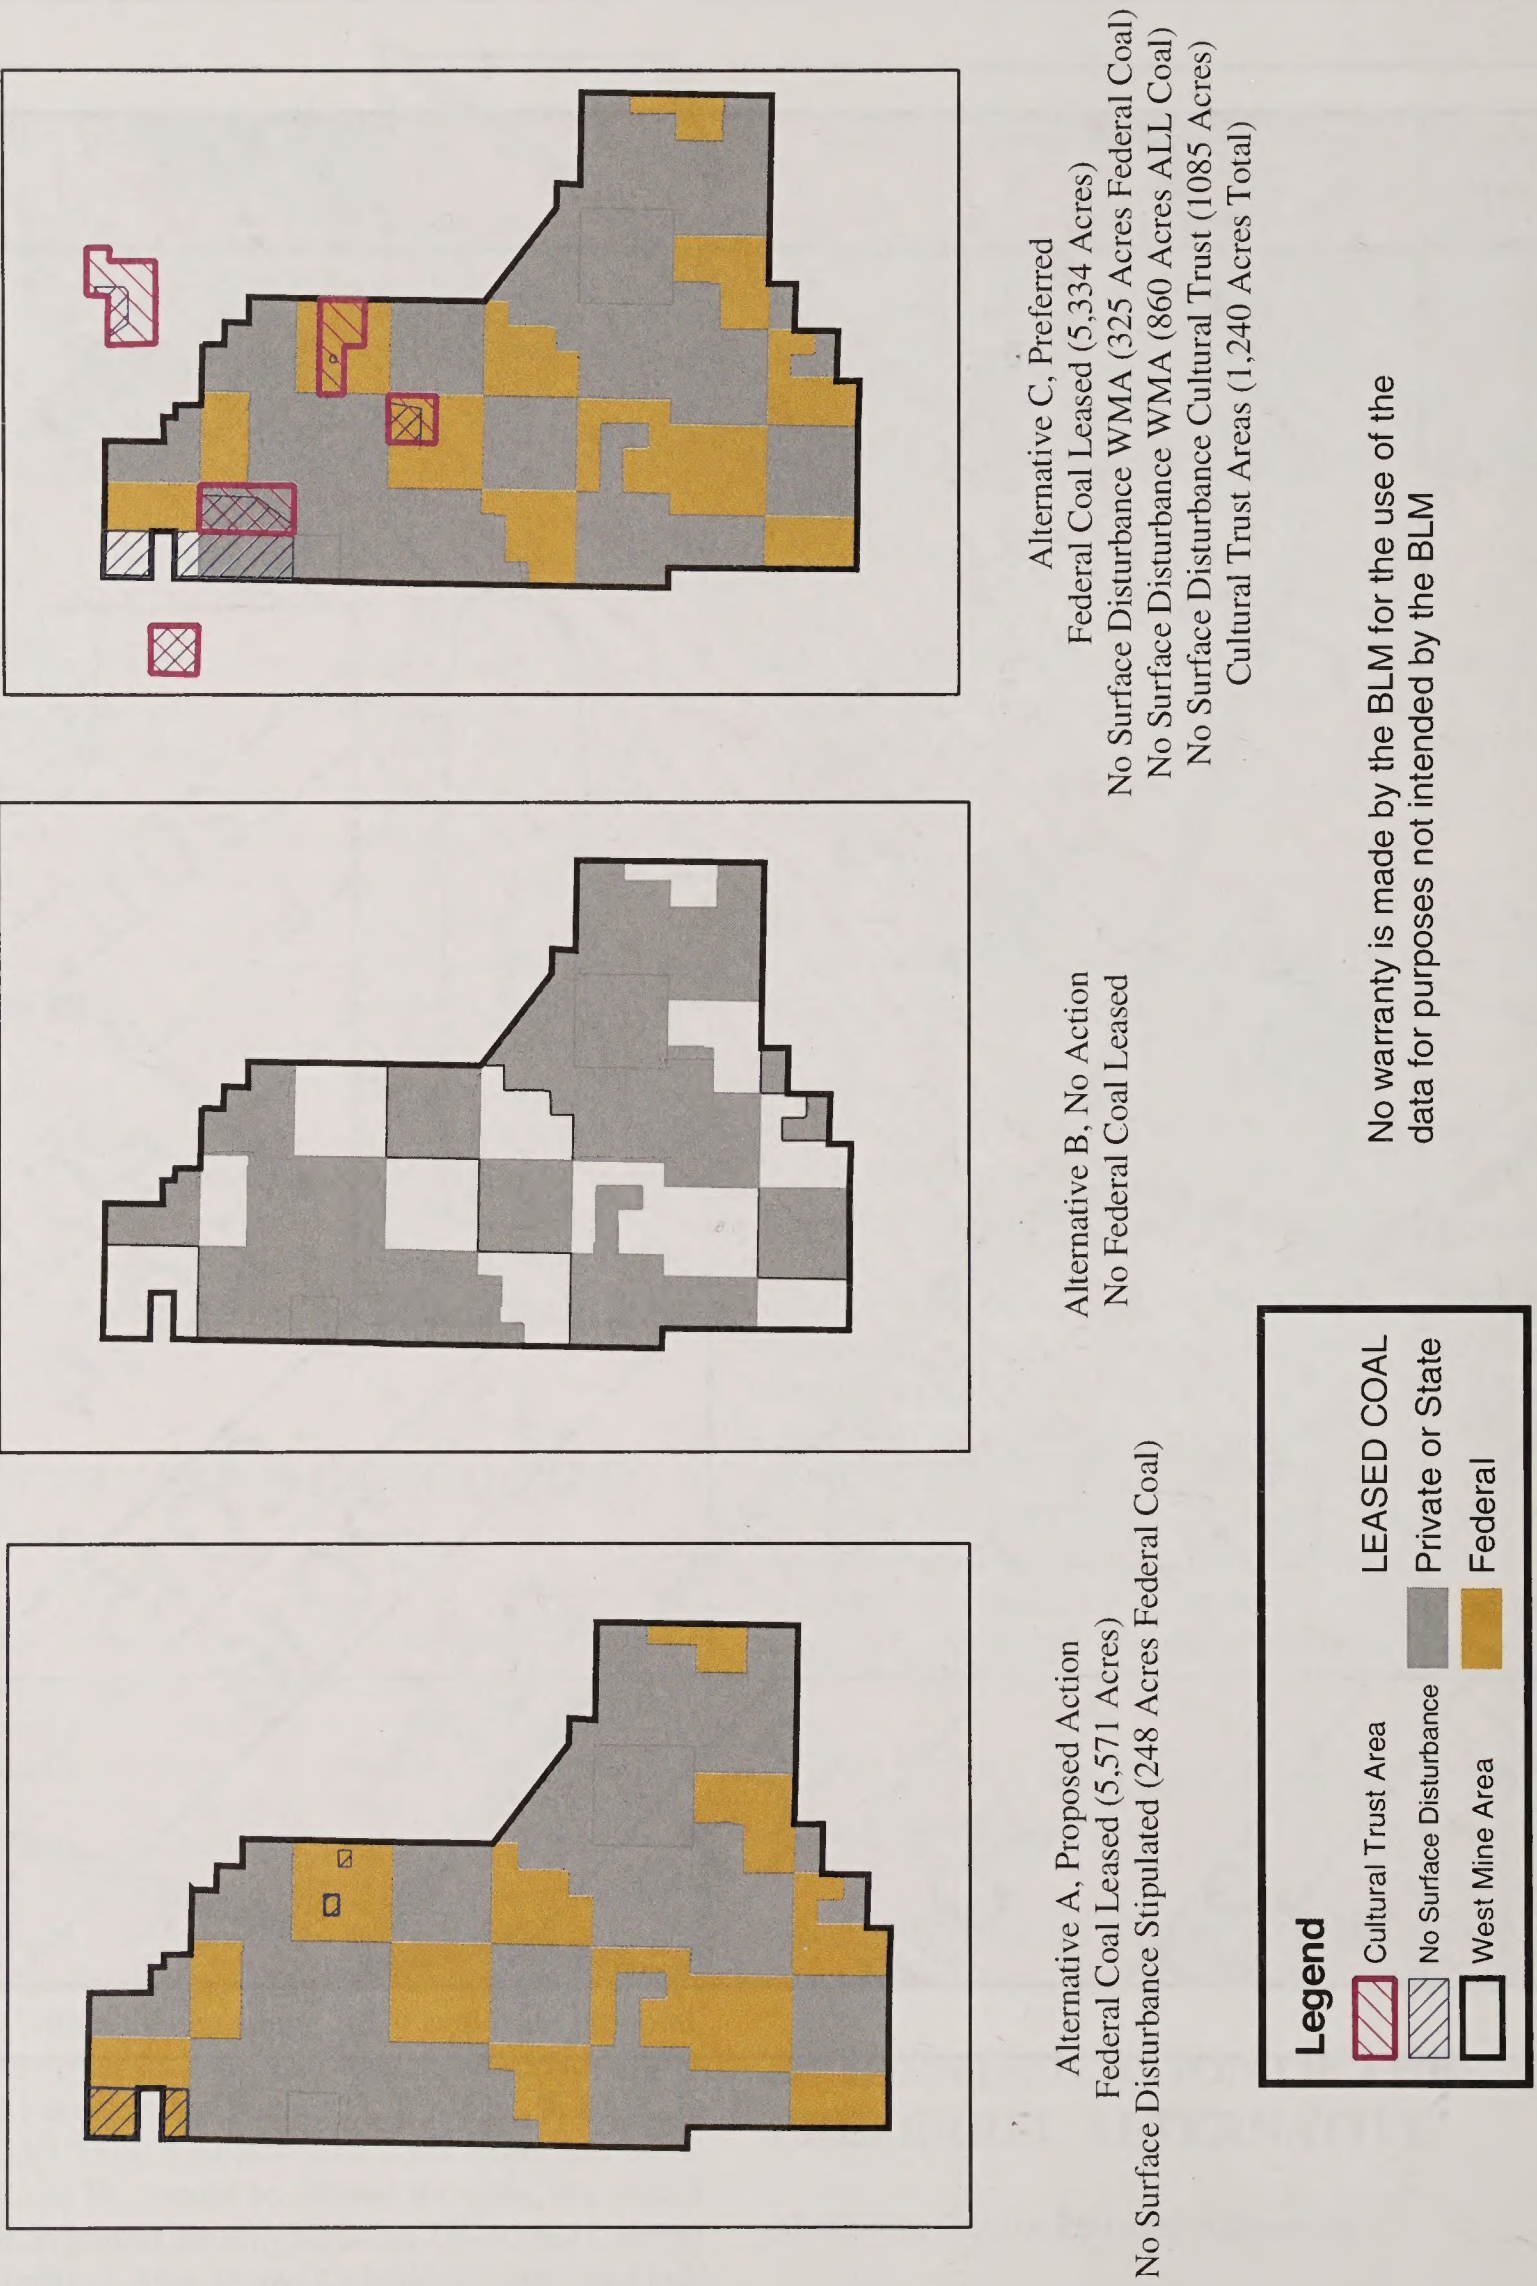 Alternative A, Proposed Action
Federal Coal Leased (5,571 Acres)
No Surface Disturbance Stipulated (248 Acres Federal Coal)
Alternative B, No Action
No Federal Coal Leased
Alternative C, Preferred
Federal Coal Leased (5,334 Acres)
No Surface Disturbance WMA (325 Acres Federal Coal)
No Surface Disturbance WMA (860 Acres ALL Coal)
No Surface Disturbance Cultural Trust (1085 Acres)
Cultural Trust Areas (1,240 Acres Total)
Legend
Cultural Trust Area
No Surface Disturbance
West Mine Area
LEASED COAL
Private or State
Federal
No warranty is made by the BLM for the use of the
data for purposes not intended by the BLM